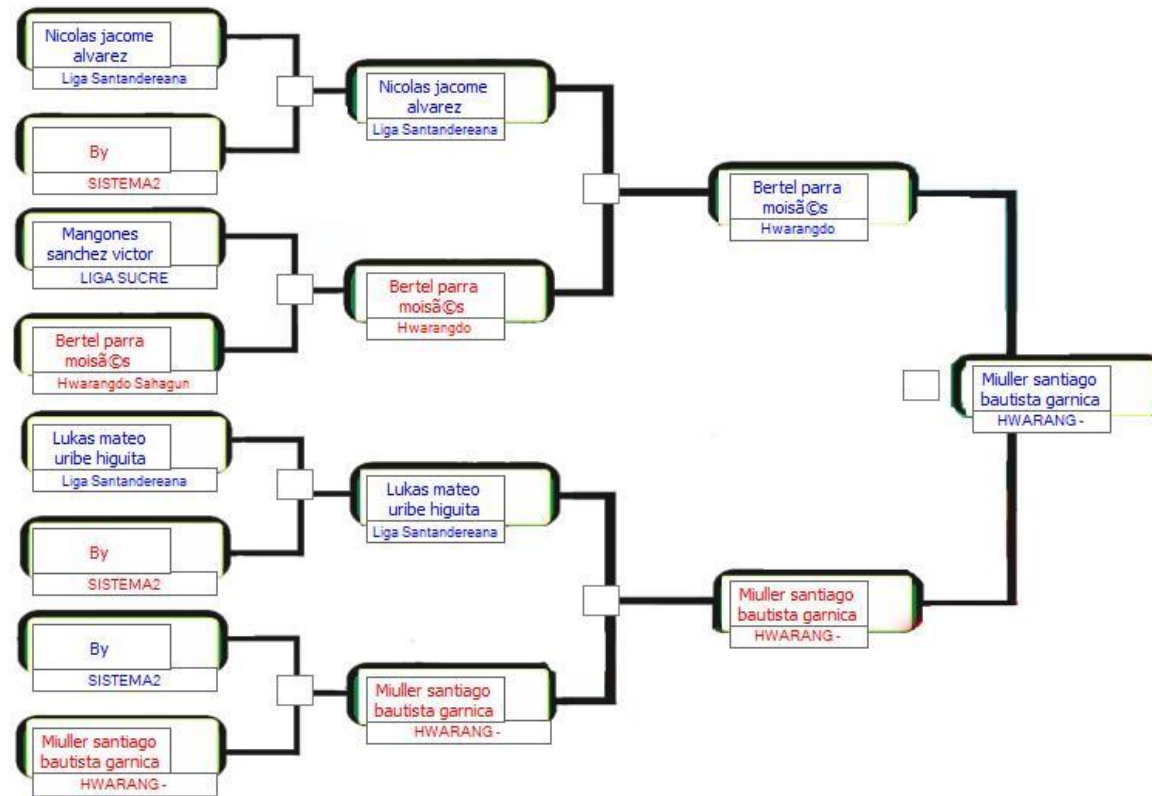 Nicolas jacome
alvarez
Liga Santandereana
By
SISTEMA2
Mangones
sanchez victor
LIGA SUCRE
Bertel parra
moisã©s
Hwarangdo Sahagun
Lukas mateo
uribe higuita
Liga Santandereana
By
SISTEMA2
By
SISTEMA2
Miuller santiago
bautista garnica
HWARANG -
Nicolas jacome
alvarez
Liga Santandereana
Bertel parra
moisã©s
Hwarangdo
Lukas mateo
uribe higuita
Liga Santandereana
Miuller santiago
bautista garnica
HWARANG -
Bertel parra
moisã©s
Hwarangdo
Miuller santiago
bautista garnica
HWARANG -
Miuller santiago
bautista garnica
HWARANG -